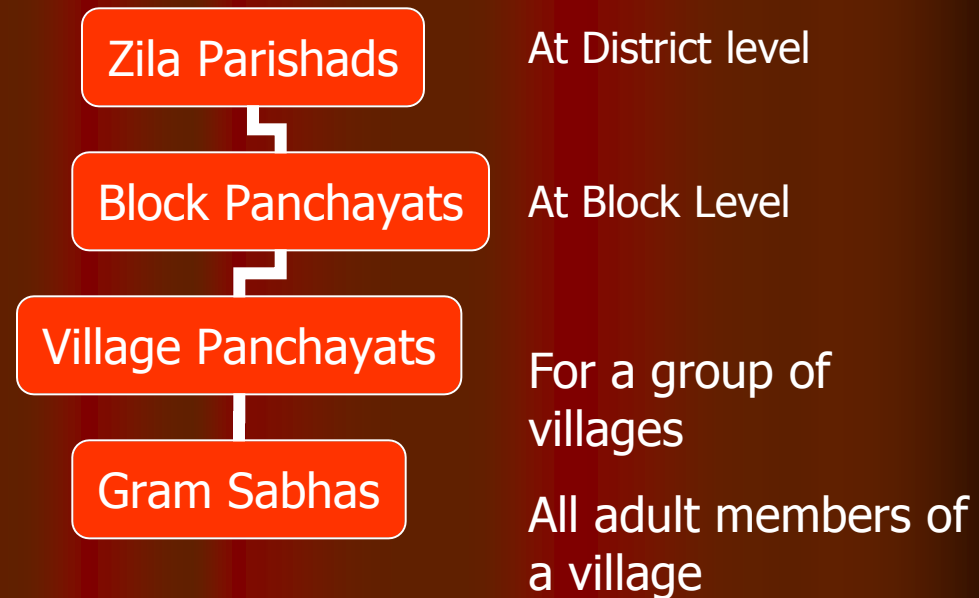 Zila Parishads
At District level
Block Panchayats
At Block Level
Village Panchayats
For a group of
villages
Gram Sabhas
All adult members of
a village